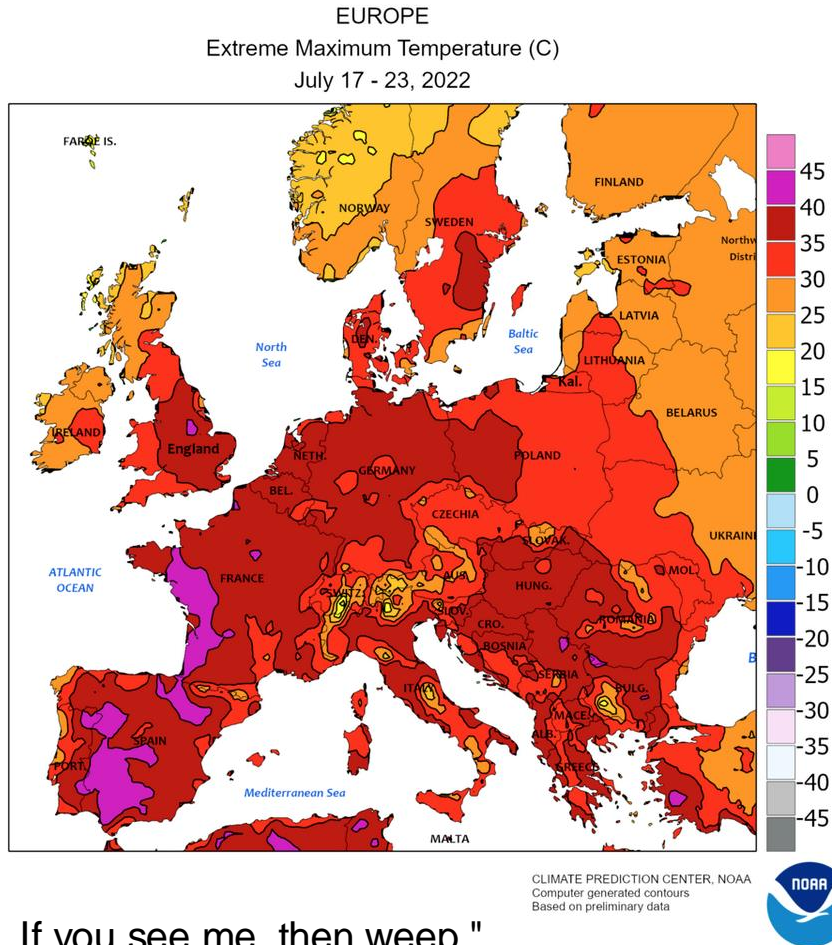 EUROPE
Extreme Maximum Temperature (C)
July 17 - 23, 2022
FAROE IS.
FINLAND
NORWAY
SWEDEN
Northw
Distri
ESTONIA
LATVIA
North
Sea
DEN.
Baltic
Sea
LITHUANIA
Kal.
BELARUS
IRELAND
England
NETH.
GERMANY
POLAND
BEL.
CZECHIA
UKRAIN
SLOVAK.
ATLANTIC
OCEAN
FRANCE
SWITZ.
AUS.
HUNG.
MOL.
SLOV.
CRO.
ROMANIA
BOSNIA
B
SERBIA
ITALY
BULG.
MACE.
SPAIN
ALB.
PORT.
GREECE
Mediterranean Sea
MALTA
45
40
35
30
25
20
15
10
5
0
-5
-10
-15
-20
-25
-30
-35
-40
-45
CLIMATE PREDICTION CENTER, NOAA
Computer generated contours
Based on preliminary data
NOAA
If you see me, then weep."